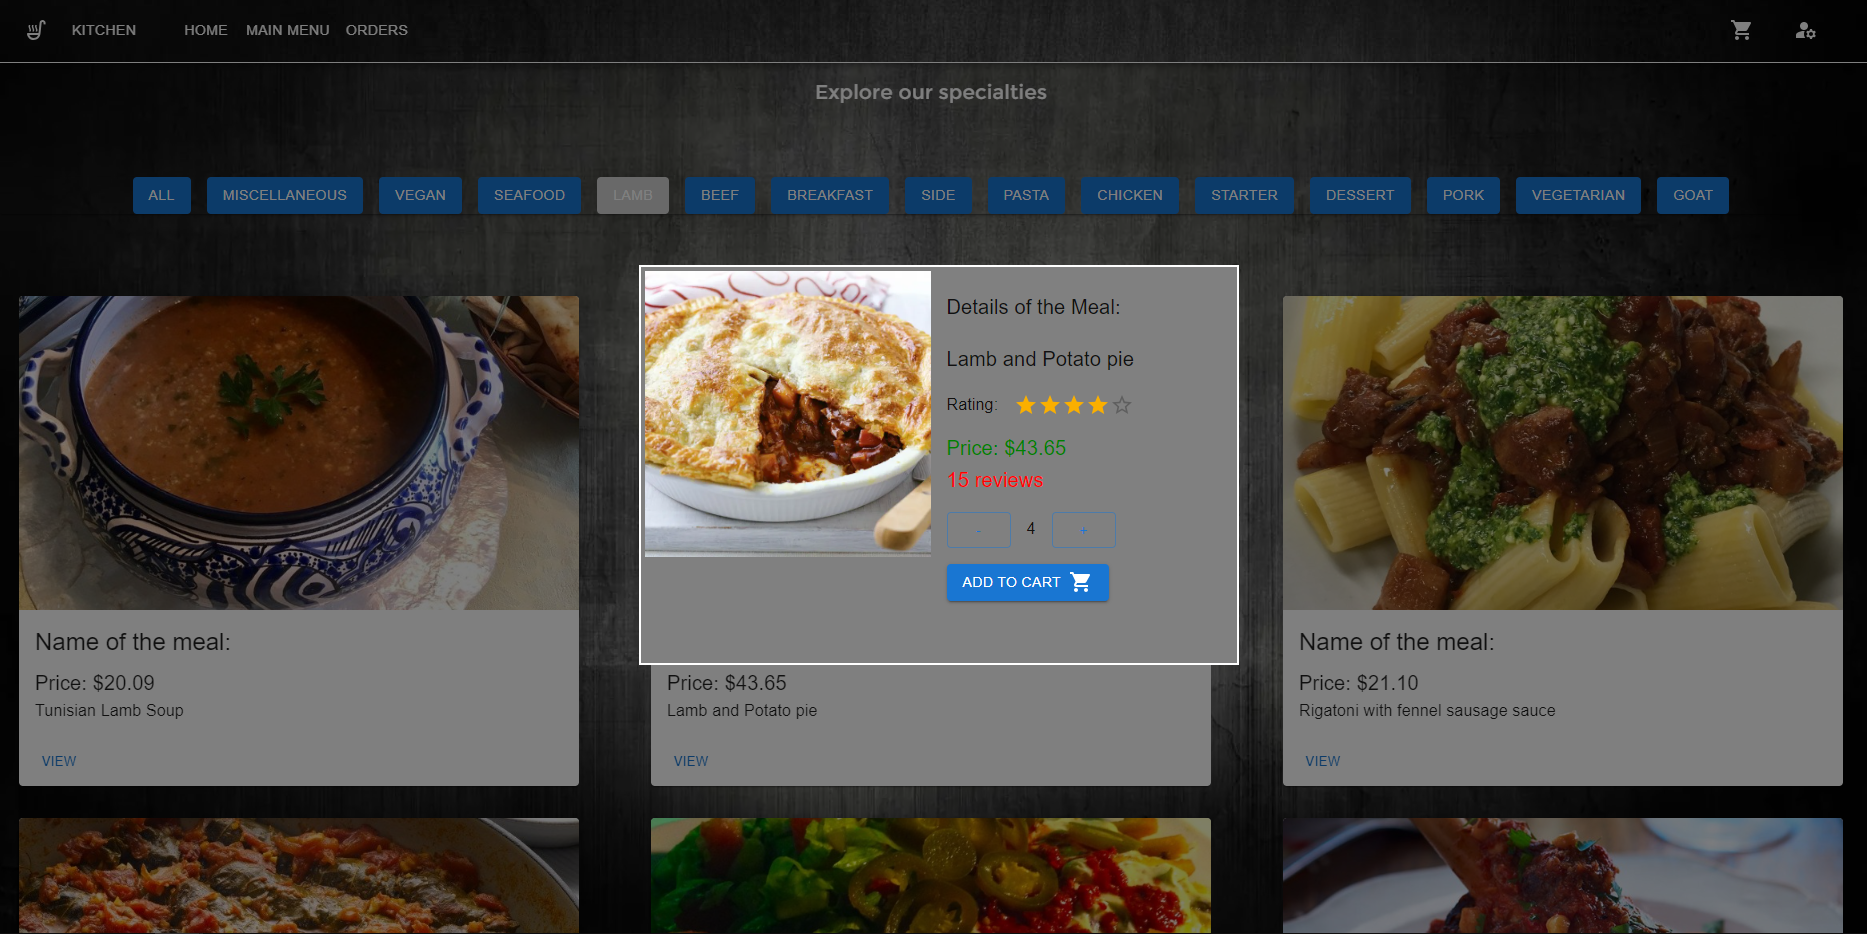 KITCHEN HOME MAIN MENU ORDERS
Explore our specialties
ALL MISCELLANEOUS VEGAN SEAFOOD LAMB BEEF BREAKFAST SIDE PASTA CHICKEN STARTER DESSERT PORK VEGETARIAN GOAT
Details of the Meal:
Lamb and Potato pie
Rating:
Price: $43.65
15 reviews
- 4 +
ADD TO CART
Name of the meal:
Price: $20.09
Tunisian Lamb Soup
VIEW
Price: $43.65
Lamb and Potato pie
VIEW
Name of the meal:
Price: $21.10
Rigatoni with fennel sausage sauce
VIEW